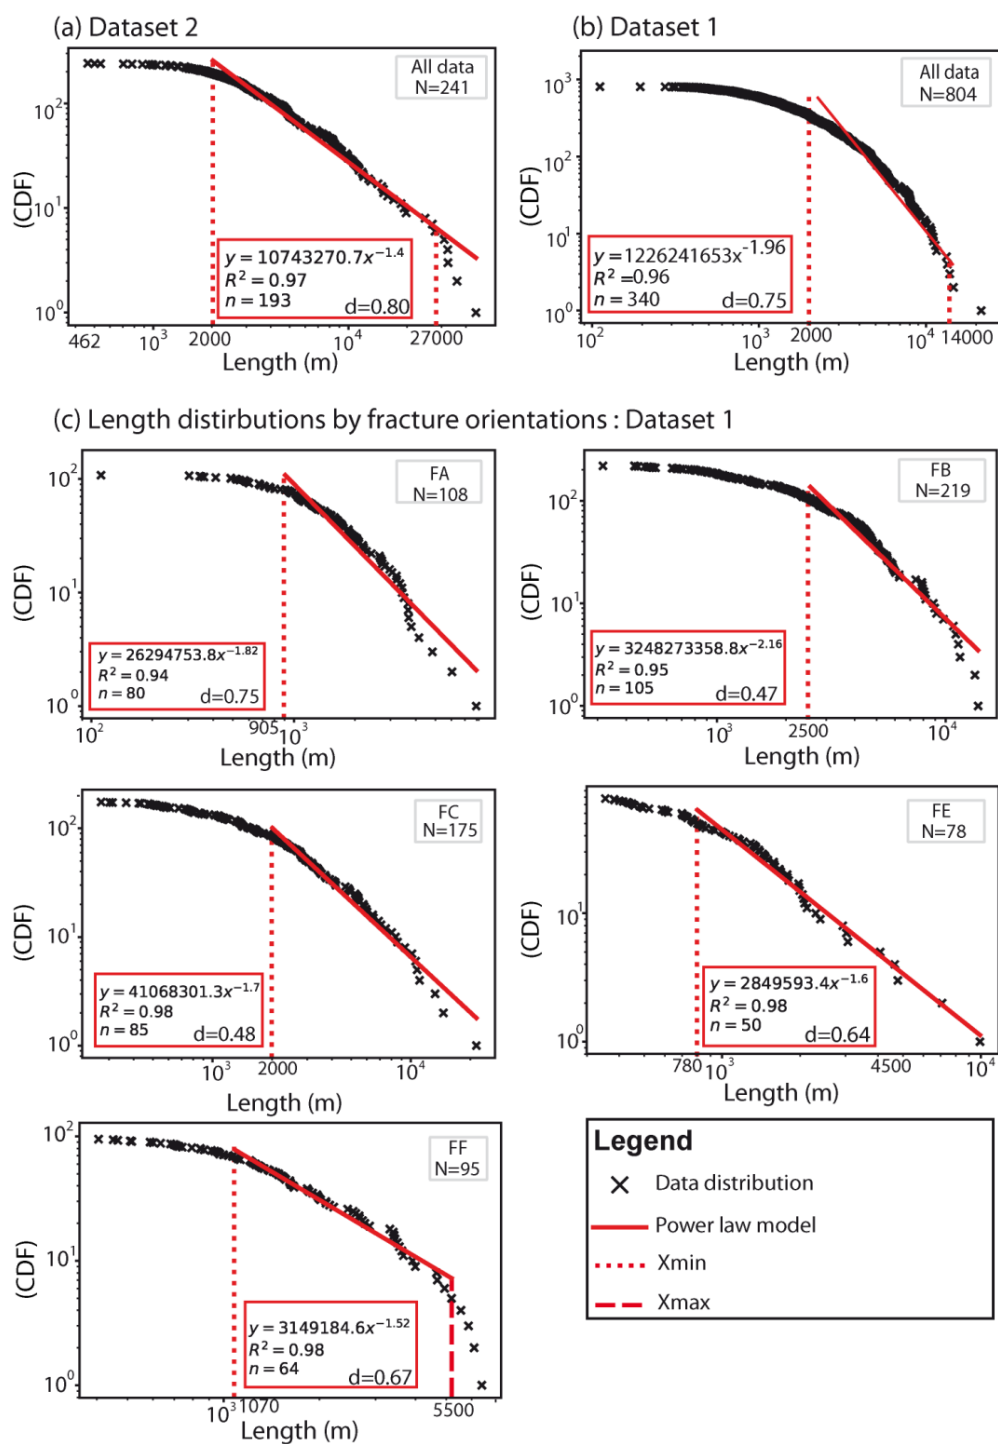 (a) Dataset 2
All data
N=241
(CDF)
10²
10¹
10⁰
y = 10743270.7x⁻¹·⁴
R² = 0.97
n = 193
d=0.80
462
10³
2000
10⁴
27000
Length (m)
(b) Dataset 1
All data
N=804
(CDF)
10³
10²
10¹
10⁰
y =1226241653x⁻¹·⁹⁶
R² =0.96
n = 340
d=0.75
10²
10³
2000
10⁴
14000
Length (m)
(c) Length distirbutions by fracture orientations : Dataset 1
FA
N=108
(CDF)
10²
10¹
10⁰
y = 26294753.8x⁻¹·⁸²
R² = 0.94
n = 80
d=0.75
10²
905
10³
Length (m)
FB
N=219
(CDF)
10²
10¹
10⁰
y = 3248273358.8x⁻²·¹⁶
R² = 0.95
n = 105
d=0.47
10³
2500
10⁴
Length (m)
FC
N=175
(CDF)
10²
10¹
10⁰
y = 41068301.3x⁻¹·⁷
R² = 0.98
n = 85
d=0.48
10³
2000
10⁴
Length (m)
FE
N=78
(CDF)
10¹
10⁰
y = 2849593.4x⁻¹·⁶
R² = 0.98
n = 50
d=0.64
780
10³
4500
10⁴
Length (m)
FF
N=95
(CDF)
10²
10¹
10⁰
y = 3149184.6x⁻¹·⁵²
R² = 0.98
n = 64
d=0.67
10³
1070
5500
Length (m)
Legend
Data distribution
Power law model
Xmin
Xmax